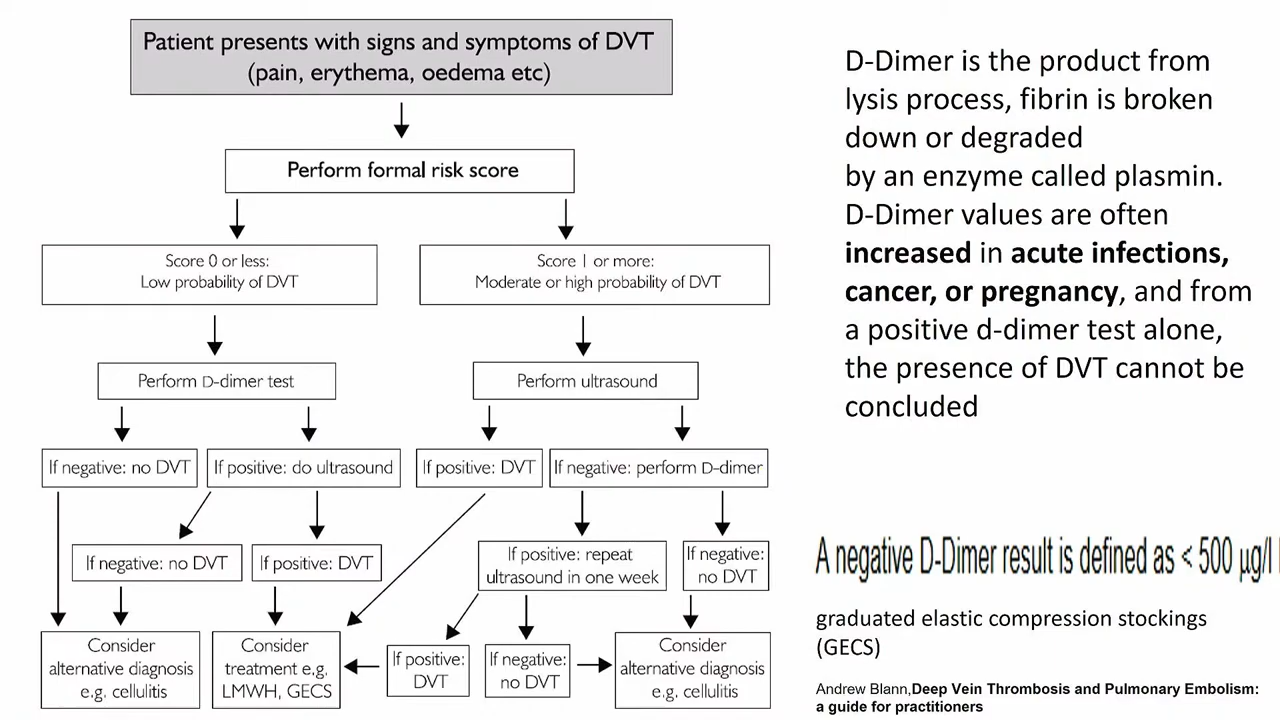 Patient presents with signs and symptoms of DVT
(pain, erythema, oedema etc)
Perform formal risk score
Score 0 or less:
Low probability of DVT
Score 1 or more:
Moderate or high probability of DVT
Perform D-dimer test
Perform ultrasound
If negative: no DVT
If positive: do ultrasound
If positive: DVT
If negative: perform D-dimer
If negative: no DVT
If positive: DVT
If positive: repeat
ultrasound in one week
If negative:
no DVT
Consider
alternative diagnosis
e.g. cellulitis
Consider
treatment e.g.
LMWH, GECS
If positive:
DVT
If negative:
no DVT
Consider
alternative diagnosis
e.g. cellulitis
D-Dimer is the product from
lysis process, fibrin is broken
down or degraded
by an enzyme called plasmin.
D-Dimer values are often
increased in acute infections,
cancer, or pregnancy, and from
a positive d-dimer test alone,
the presence of DVT cannot be
concluded
A negative D-Dimer result is defined as < 500 µg/l
graduated elastic compression stockings
(GECS)
Andrew Blann,Deep Vein Thrombosis and Pulmonary Embolism:
a guide for practitioners